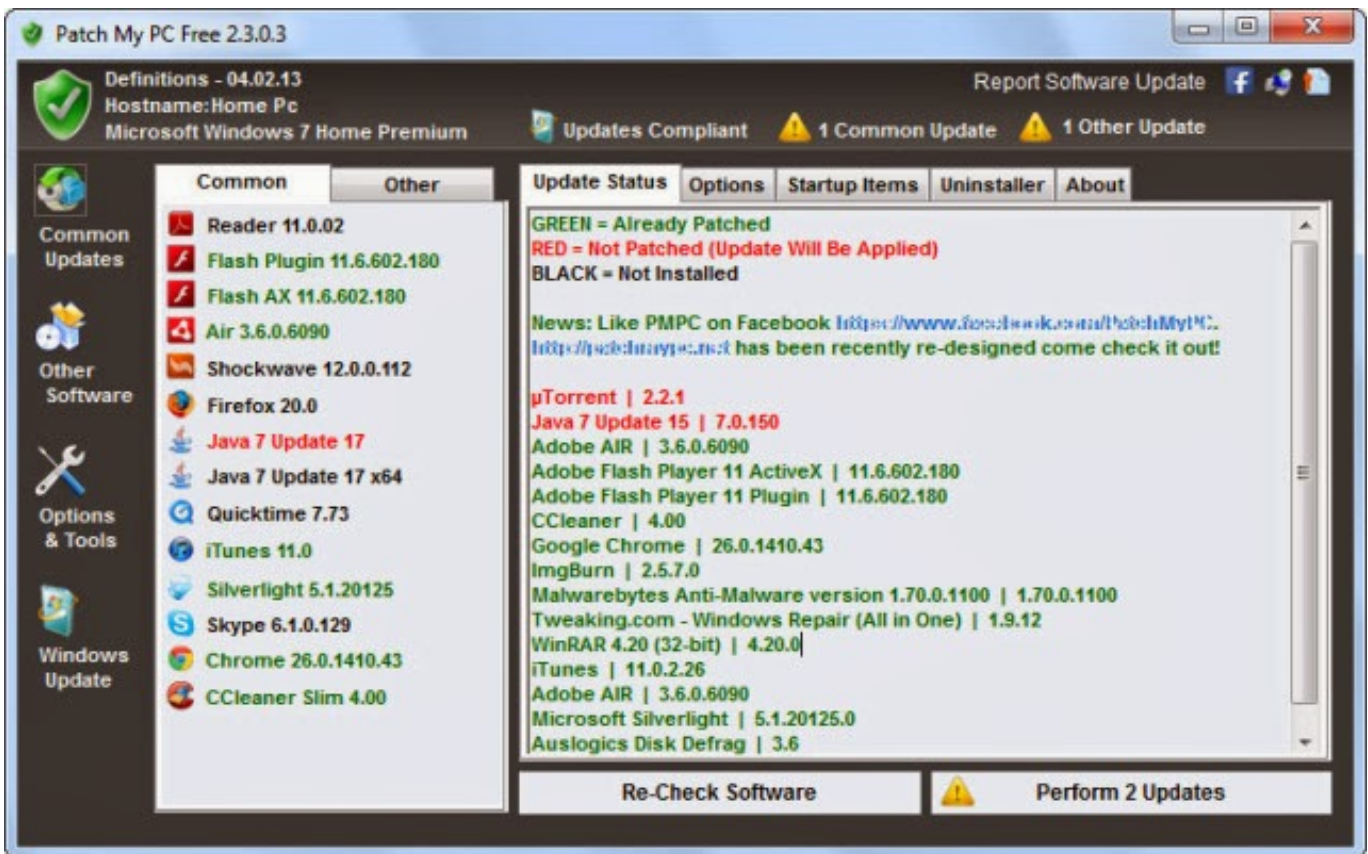 Patch My PC Free 2.3.0.3
Definitions - 04.02.13
Hostname:Home Pc
Microsoft Windows 7 Home Premium
Report Software Update
Updates Compliant
1 Common Update
1 Other Update
Common
Updates
Other
Software
Options
& Tools
Windows
Update
Common Other
Reader 11.0.02
Flash Plugin 11.6.602.180
Flash AX 11.6.602.180
Air 3.6.0.6090
Shockwave 12.0.0.112
Firefox 20.0
Java 7 Update 17
Java 7 Update 17 x64
Quicktime 7.73
iTunes 11.0
Silverlight 5.1.20125
Skype 6.1.0.129
Chrome 26.0.1410.43
CCleaner Slim 4.00
Update Status Options Startup Items Uninstaller About
GREEN = Already Patched
RED = Not Patched (Update Will Be Applied)
BLACK = Not Installed
News: Like PMPC on Facebook
has been recently re-designed come check it out!
µTorrent | 2.2.1
Java 7 Update 15 | 7.0.150
Adobe AIR | 3.6.0.6090
Adobe Flash Player 11 ActiveX | 11.6.602.180
Adobe Flash Player 11 Plugin | 11.6.602.180
CCleaner | 4.00
Google Chrome | 26.0.1410.43
ImgBurn | 2.5.7.0
Malwarebytes Anti-Malware version 1.70.0.1100 | 1.70.0.1100
Tweaking.com - Windows Repair (All in One) | 1.9.12
WinRAR 4.20 (32-bit) | 4.20.0
iTunes | 11.0.2.26
Adobe AIR | 3.6.0.6090
Microsoft Silverlight | 5.1.20125.0
Auslogics Disk Defrag | 3.6
Re-Check Software
Perform 2 Updates